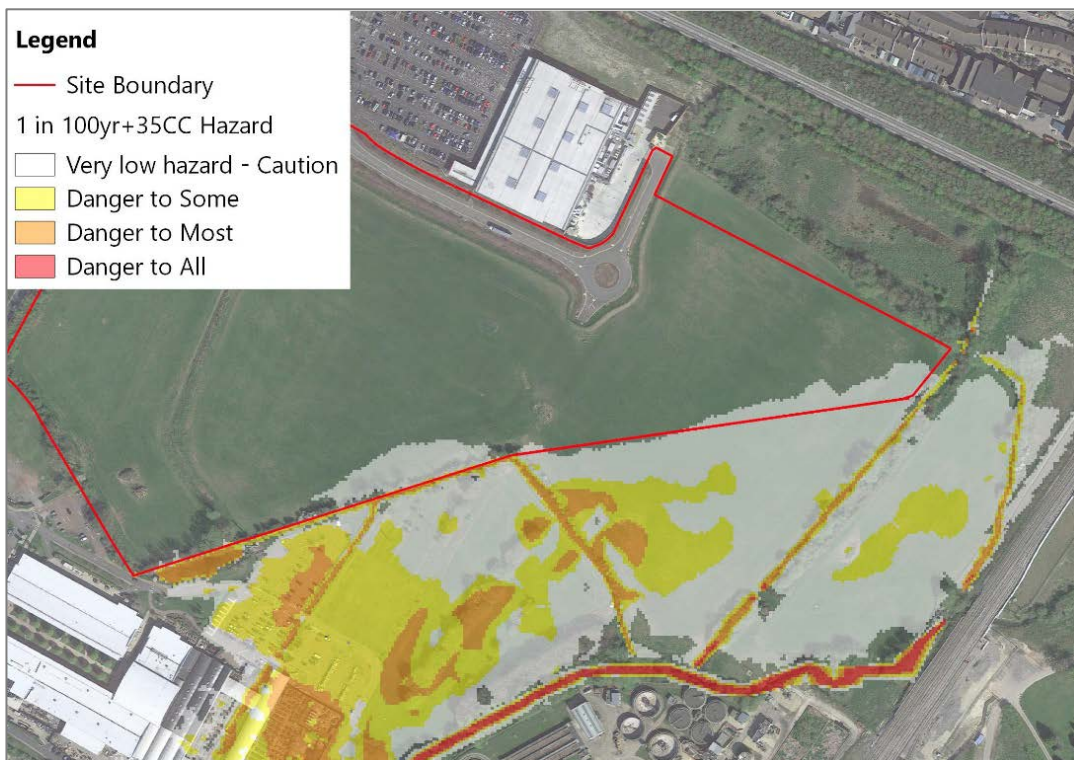 Legend
Site Boundary
1 in 100yr+35CC Hazard
Very low hazard - Caution
Danger to Some
Danger to Most
Danger to All